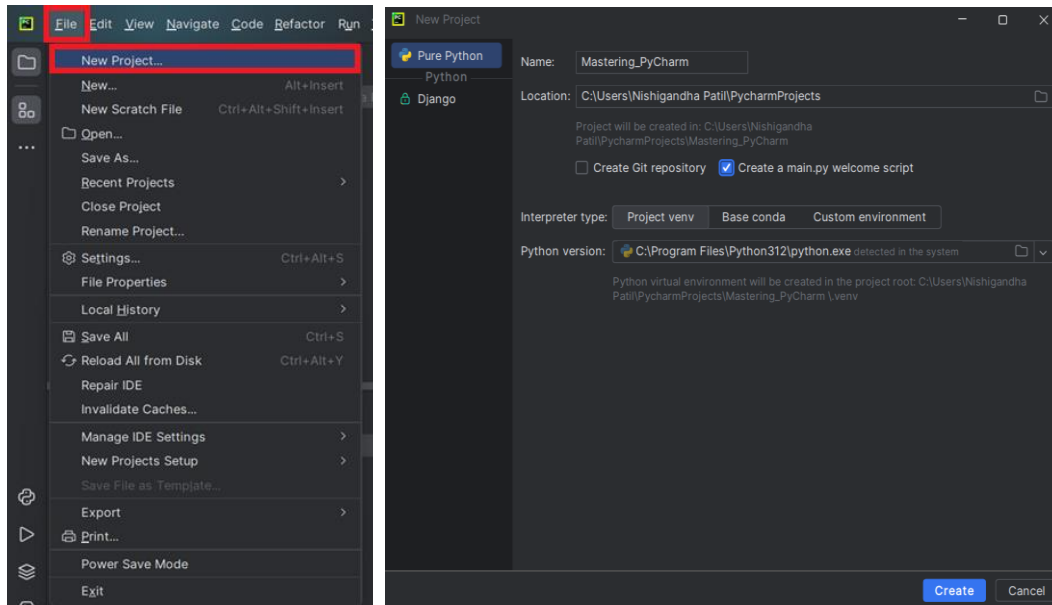 File Edit View Navigate Code Refactor Run
New Project...
New... Alt+Insert
New Scratch File Ctrl+Alt+Shift+Insert
Open...
Save As...
Recent Projects
Close Project
Rename Project...
Settings... Ctrl+Alt+S
File Properties
Local History
Save All Ctrl+S
Reload All from Disk Ctrl+Alt+Y
Repair IDE
Invalidate Caches...
Manage IDE Settings
New Projects Setup
Save File as Template...
Export
Print...
Power Save Mode
Exit
New Project
Pure Python
Python
Django
Name: Mastering_PyCharm
Location: C:\Users\Nishigandha Patil\PycharmProjects
Project will be created in: C:\Users\Nishigandha
Patil\PycharmProjects\Mastering_PyCharm
Create Git repository Create a main.py welcome script
Interpreter type: Project venv Base conda Custom environment
Python version: C:\Program Files\Python312\python.exe detected in the system
Python virtual environment will be created in the project root: C:\Users\Nishigandha
Patil\PycharmProjects\Mastering_PyCharm \.venv
Create Cancel